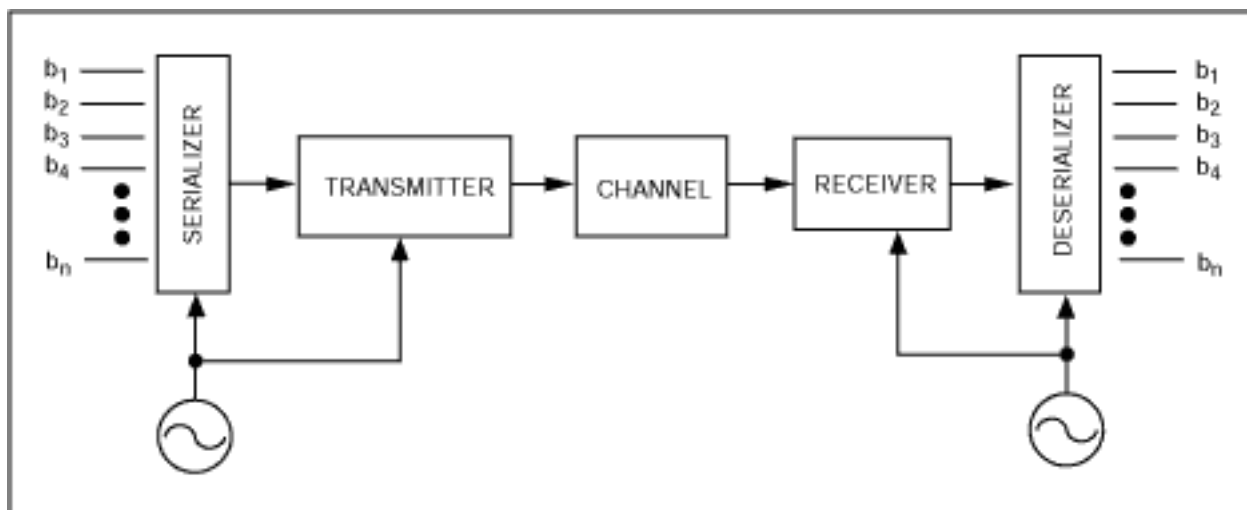 b1
b2
b3
b4
bn
SERIALIZER
TRANSMITTER
CHANNEL
RECEIVER
DESERIALIZER
b1
b2
b3
b4
bn